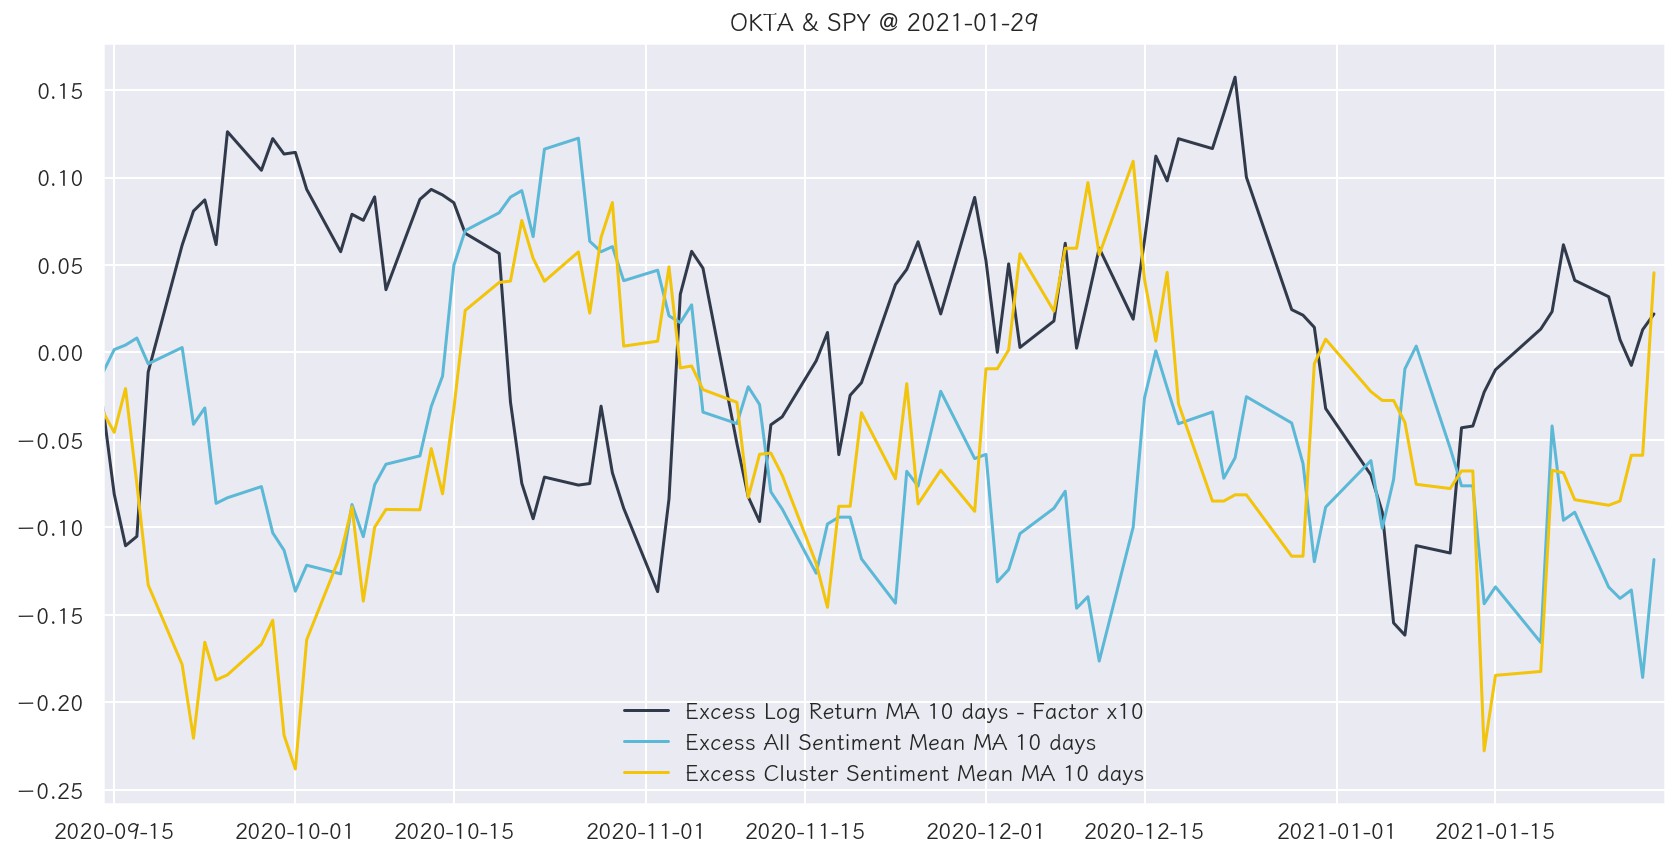 OKTA & SPY @ 2021-01-29
0.15
0.10
0.05
0.00
−0.05
−0.10
−0.15
−0.20
−0.25
Excess Log Return MA 10 days - Factor x10
Excess All Sentiment Mean MA 10 days
Excess Cluster Sentiment Mean MA 10 days
2020-09-15 2020-10-01 2020-10-15 2020-11-01 2020-11-15 2020-12-01 2020-12-15 2021-01-01 2021-01-15